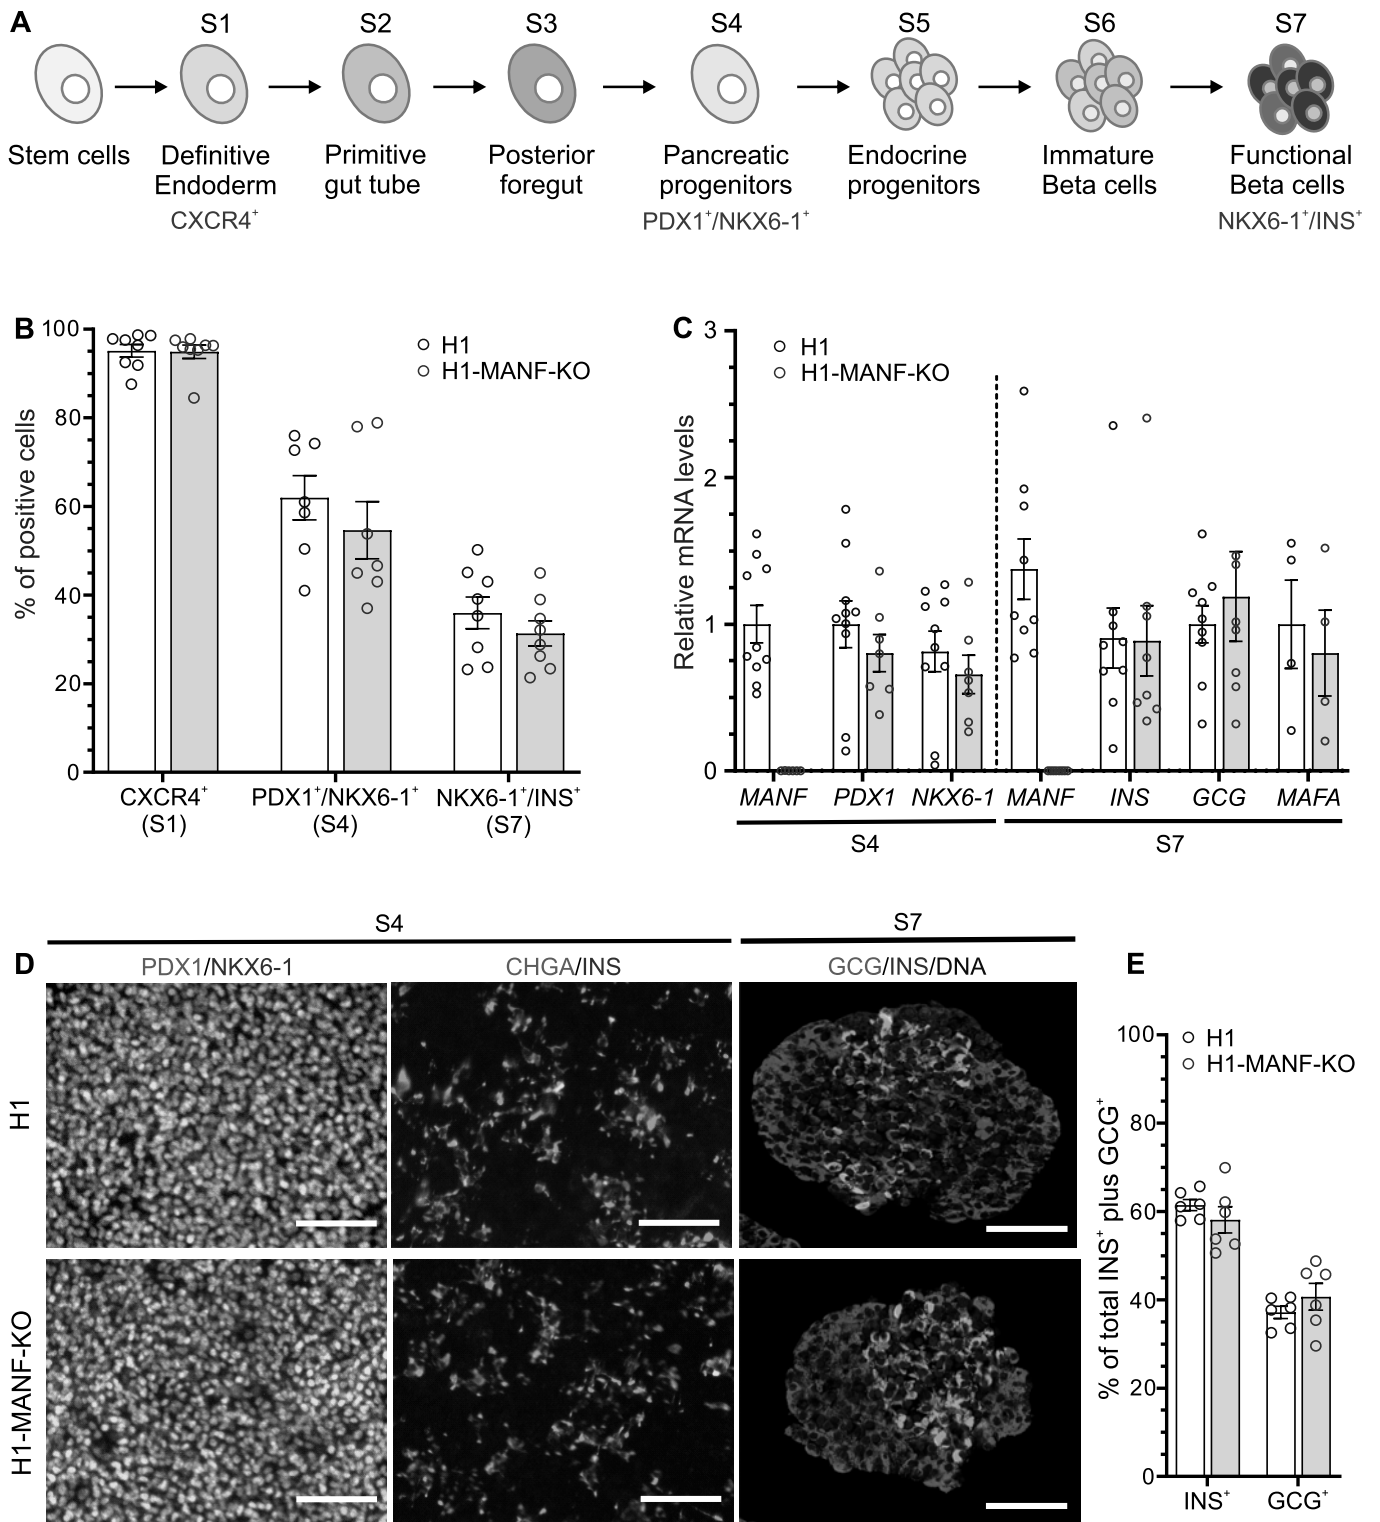 A
S1 S2 S3 S4 S5 S6 S7
Stem cells Definitive Primitive Posterior Pancreatic Endocrine Immature Functional
Endoderm gut tube foregut progenitors progenitors Beta cells Beta cells
CXCR4⁺ PDX1⁺/NKX6-1⁺ NKX6-1⁺/INS⁺
B
% of positive cells
100
80
60
40
20
0
H1
H1-MANF-KO
CXCR4⁺ PDX1⁺/NKX6-1⁺ NKX6-1⁺/INS⁺
(S1) (S4) (S7)
C
Relative mRNA levels
3
2
1
0
H1
H1-MANF-KO
MANF PDX1 NKX6-1 MANF INS GCG MAFA
S4 S7
S4 S7
D
PDX1/NKX6-1 CHGA/INS GCG/INS/DNA
H1
H1-MANF-KO
E
% of total INS⁺ plus GCG⁺
100
80
60
40
20
0
H1
H1-MANF-KO
INS⁺ GCG⁺